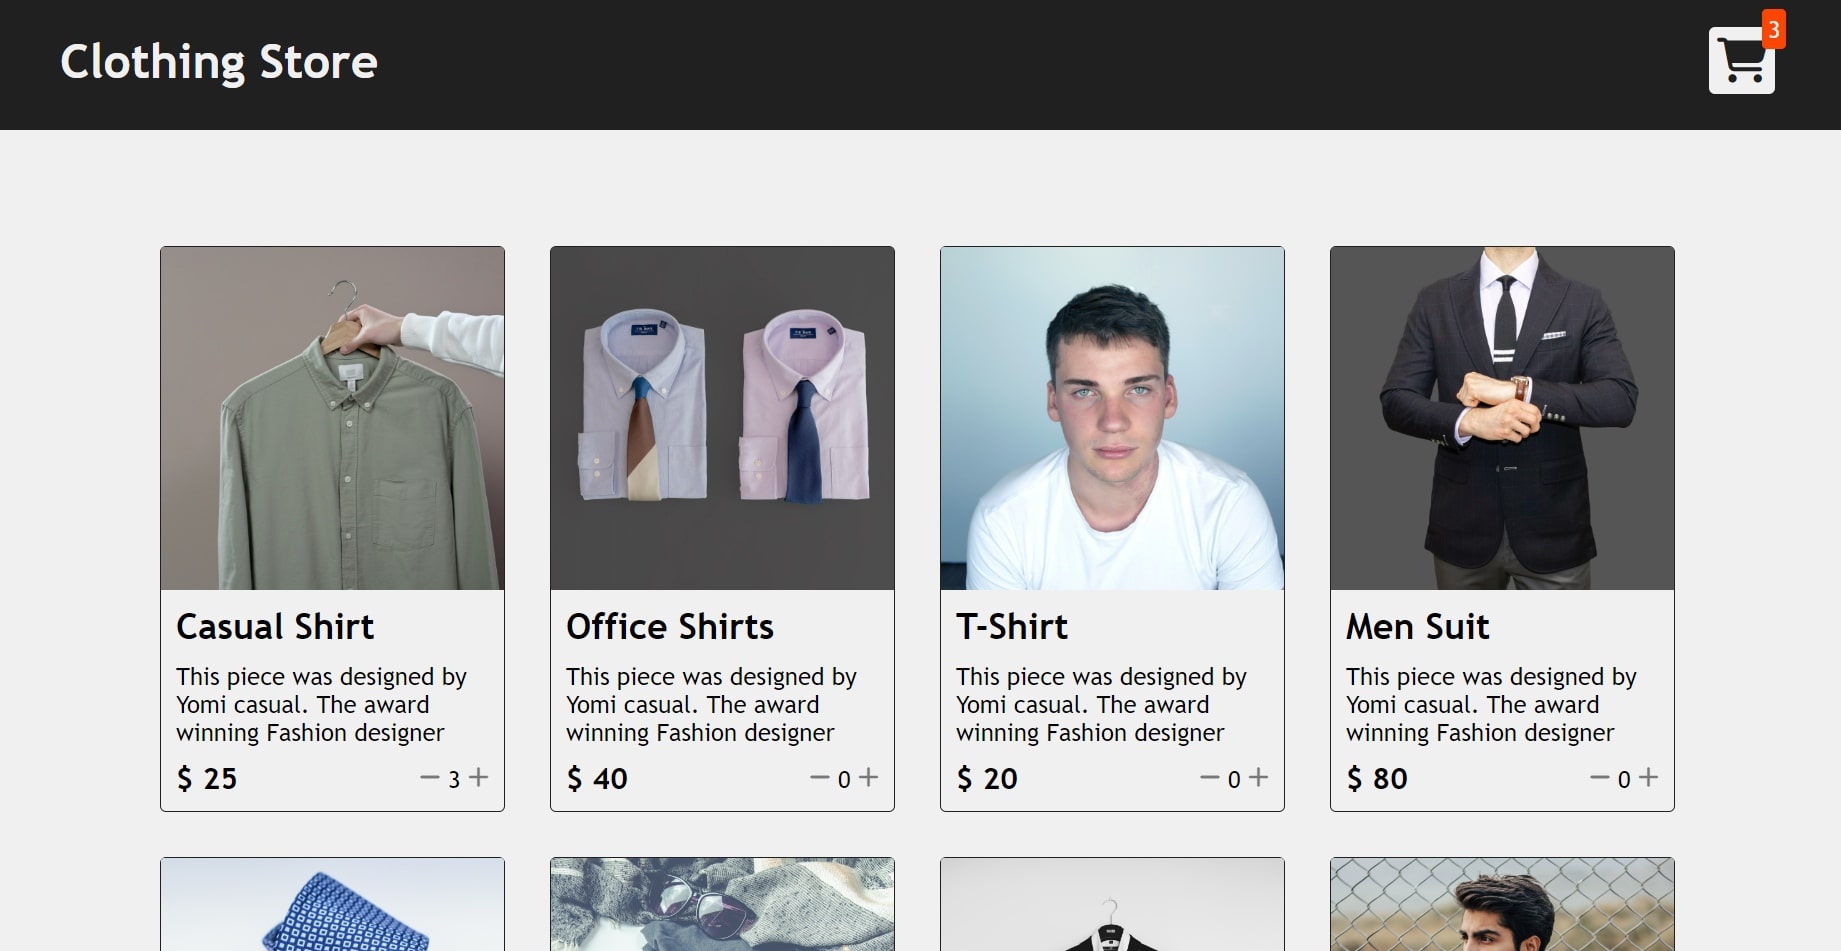 Clothing Store
3
Casual Shirt
This piece was designed by
Yomi casual. The award
winning Fashion designer
$ 25
3
Office Shirts
This piece was designed by
Yomi casual. The award
winning Fashion designer
$ 40
0
T-Shirt
This piece was designed by
Yomi casual. The award
winning Fashion designer
$ 20
0
Men Suit
This piece was designed by
Yomi casual. The award
winning Fashion designer
$ 80
0